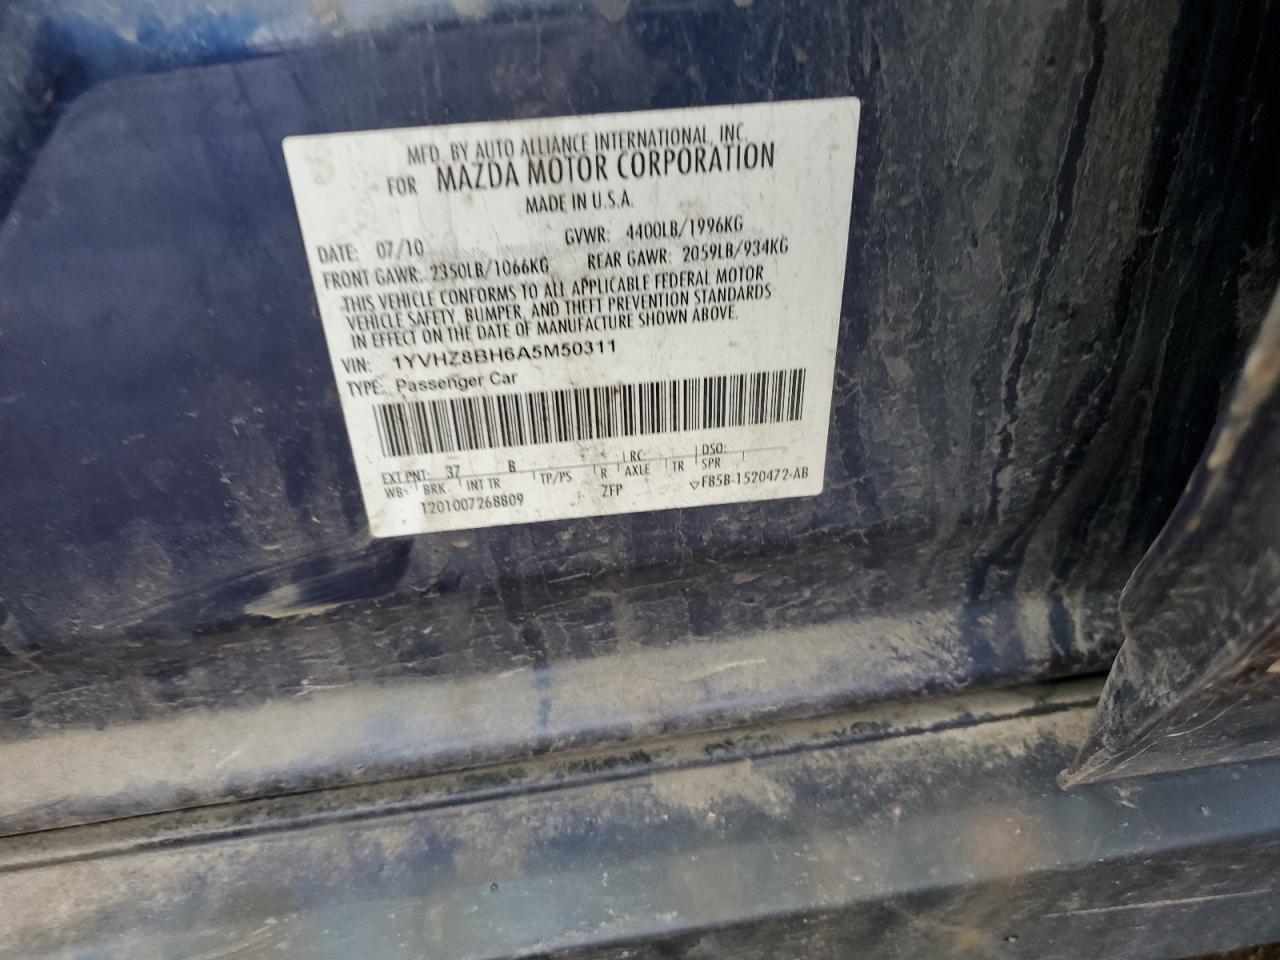 MFD. BY AUTO ALLIANCE INTERNATIONAL, INC.
FOR MAZDA MOTOR CORPORATION
MADE IN U.S.A.
DATE: 07/10 GVWR: 4400LB/1996KG
FRONT GAWR: 2350LB/1066KG REAR GAWR: 2059LB/934KG
THIS VEHICLE CONFORMS TO ALL APPLICABLE FEDERAL MOTOR
VEHICLE SAFETY, BUMPER, AND THEFT PREVENTION STANDARDS
IN EFFECT ON THE DATE OF MANUFACTURE SHOWN ABOVE.
VIN: 1YVHZ8BH6A5M50311
TYPE: Passenger Car
EXT PNT: 37 B RC: DSO:
WB BRK INT TR TP/PS R AXLE TR SPR
T201007268809 ZFP ▽F85B-1520472-AB